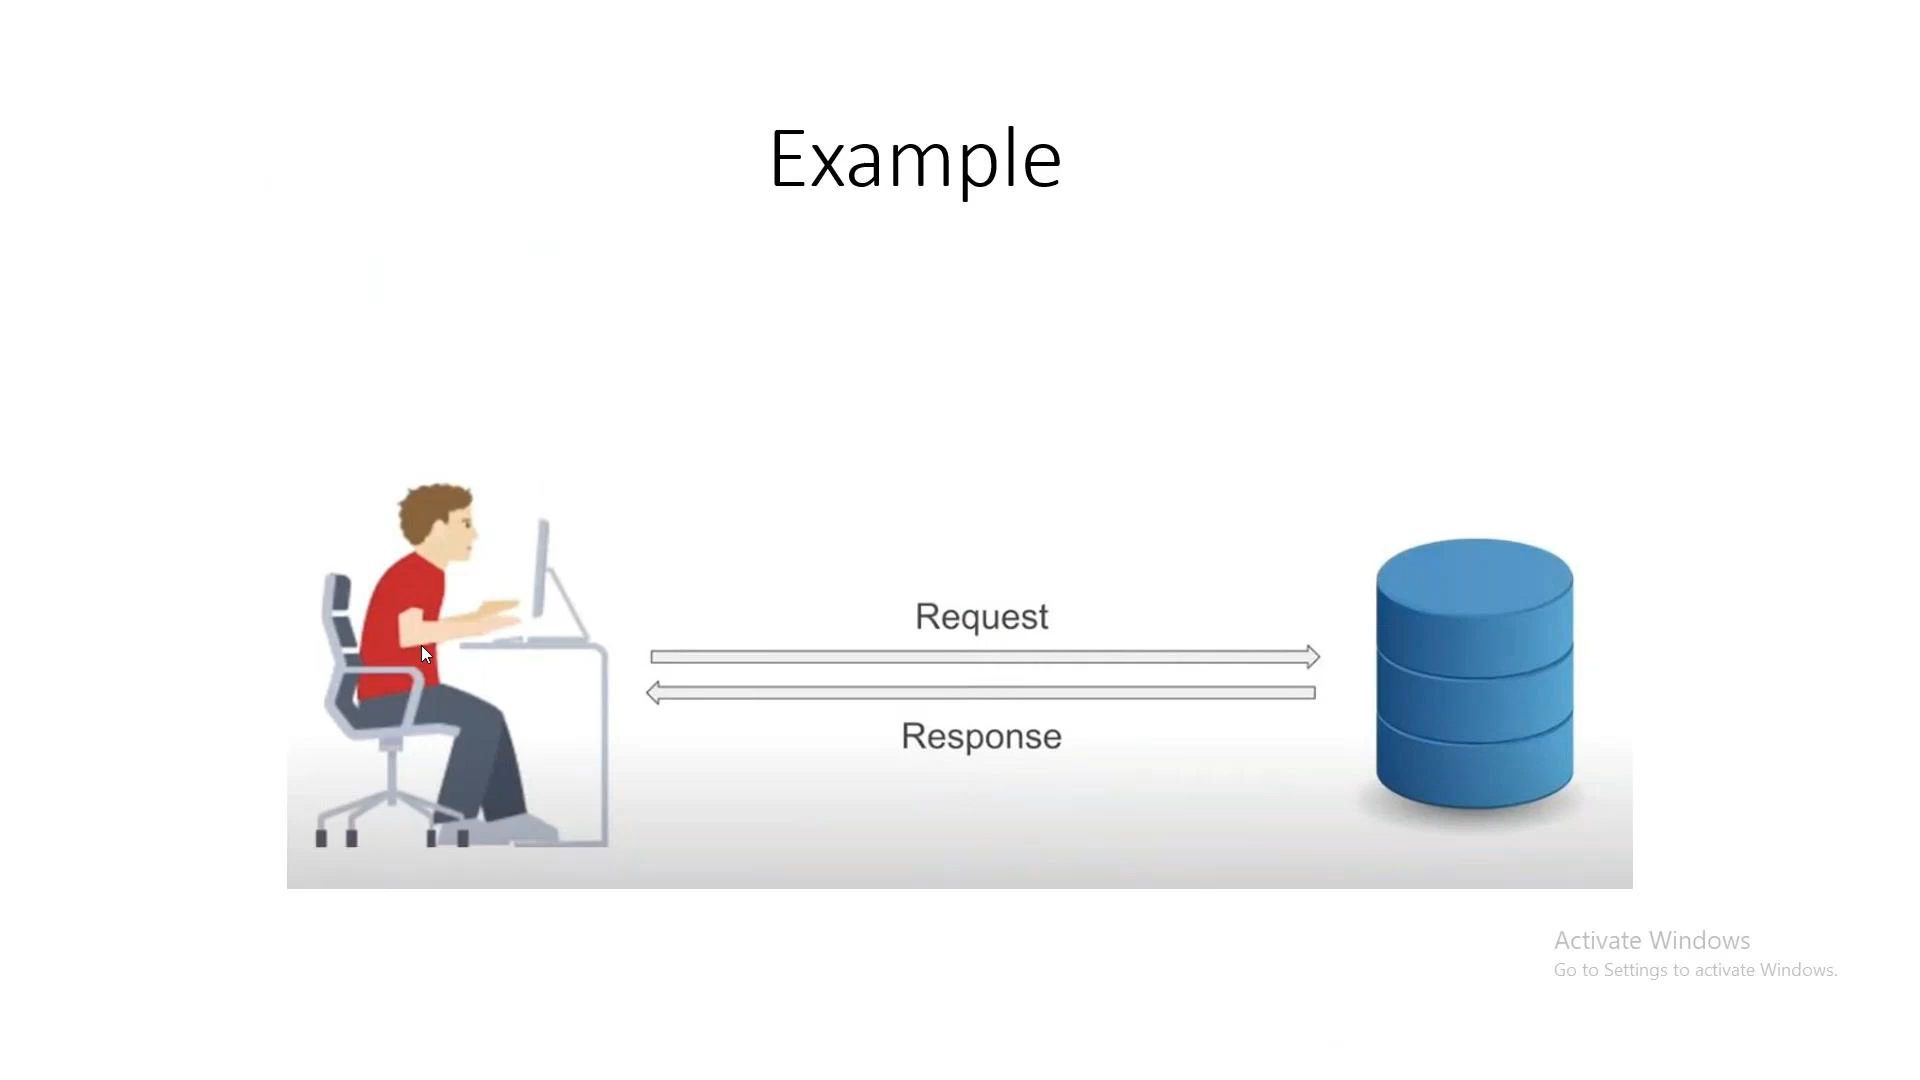 Example
Request
Response
Activate Windows
Go to Settings to activate Windows.